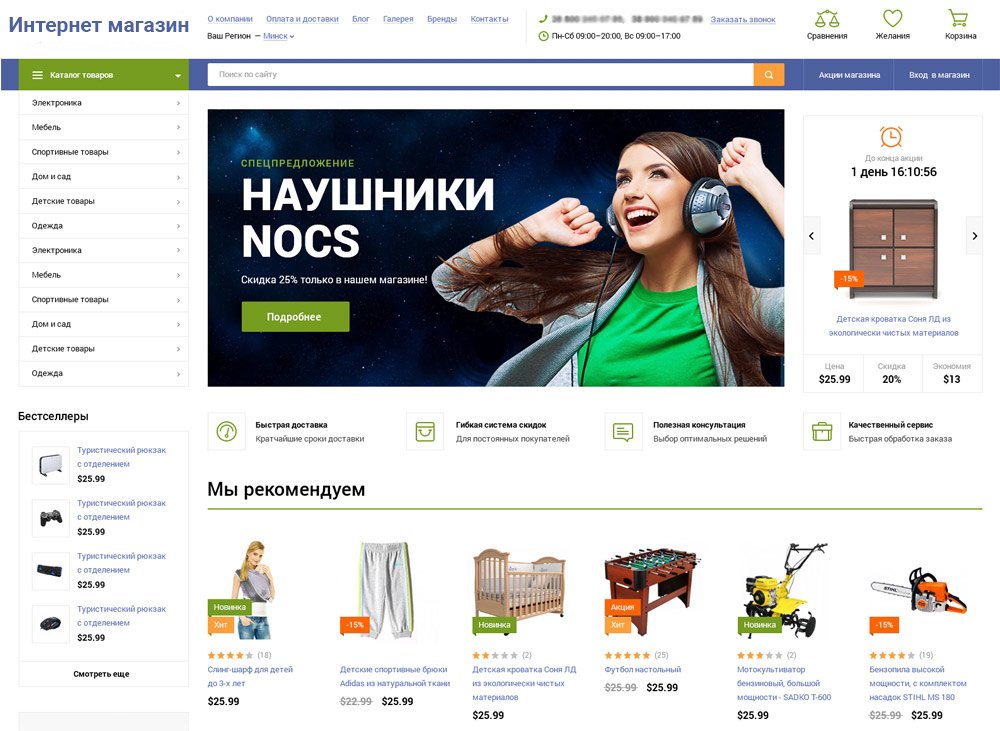 Интернет магазин
О компании Оплата и доставки Блог Галерея Бренды Контакты
Заказать звонок
Ваш Регион — Минск
Пн-Сб 09:00–20:00, Вс 09:00–17:00
Сравнения Желания Корзина
Каталог товаров
Поиск по сайту
Акции магазина Вход в магазин
Электроника
Мебель
Спортивные товары
Дом и сад
Детские товары
Одежда
Электроника
Мебель
Спортивные товары
Дом и сад
Детские товары
Одежда
СПЕЦПРЕДЛОЖЕНИЕ
НАУШНИКИ
NOCS
Скидка 25% только в нашем магазине!
Подробнее
До конца акции
1 день 16:10:56
-15%
Детская кроватка Соня ЛД из
экологически чистых материалов
Цена Скидка Экономия
$25.99 20% $13
Бестселлеры
Туристический рюкзак
с отделением
$25.99
Туристический рюкзак
с отделением
$25.99
Туристический рюкзак
с отделением
$25.99
Туристический рюкзак
с отделением
$25.99
Смотреть еще
Быстрая доставка
Кратчайшие сроки доставки
Гибкая система скидок
Для постоянных покупателей
Полезная консультация
Выбор оптимальных решений
Качественный сервис
Быстрая обработка заказа
Мы рекомендуем
Новинка
Хит
(18)
Слинг-шарф для детей
до 3-х лет
$25.99
-15%
Детские спортивные брюки
Adidas из натуральной ткани
$22.99 $25.99
Новинка
(2)
Детская кроватка Соня ЛД
из экологически чистых
материалов
$25.99
Акция
Хит
(25)
Футбол настольный
$25.99 $25.99
Новинка
(2)
Мотокультиватор
бензиновый, большой
мощности - SADKO T-600
$25.99
STIHL
-15%
(19)
Бензопила высокой
мощности, с комплектом
насадок STIHL MS 180
$25.99 $25.99